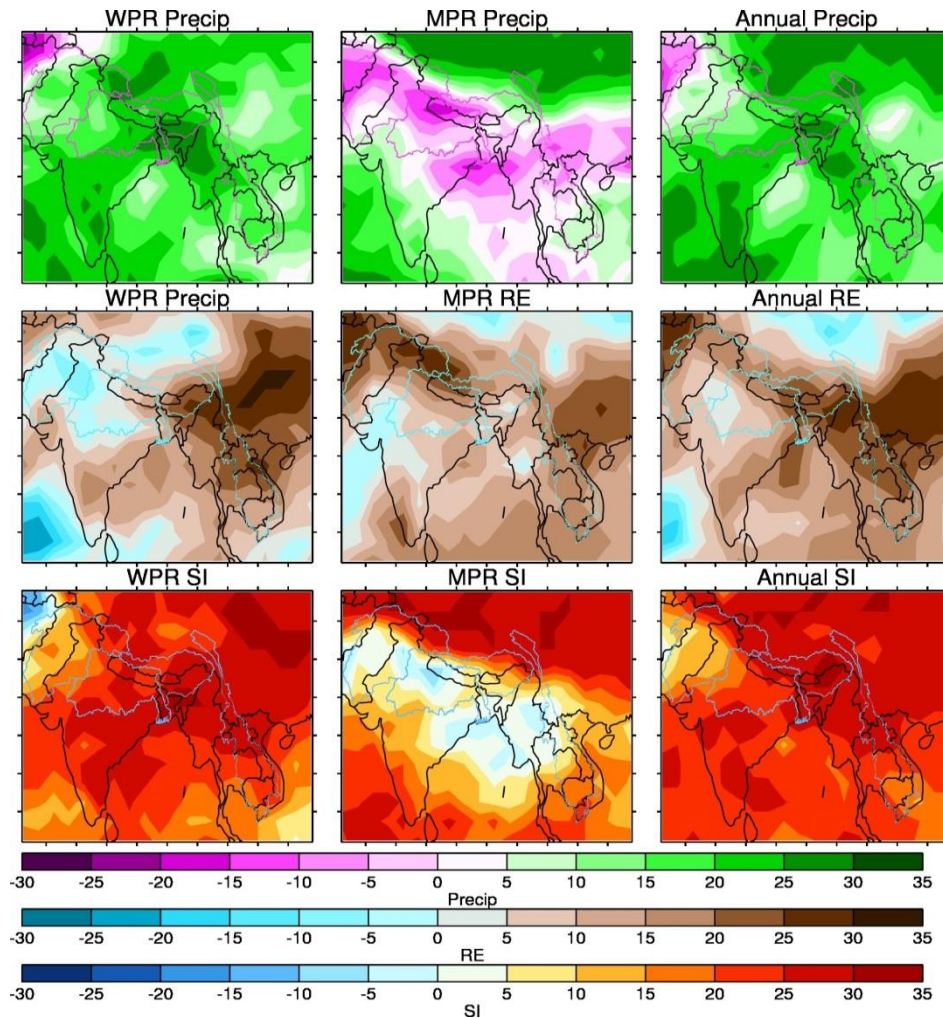 WPR Precip MPR Precip Annual Precip
WPR Precip MPR RE Annual RE
WPR SI MPR SI Annual SI
-30 -25 -20 -15 -10 -5 0 5 10 15 20 25 30 35
Precip
-30 -25 -20 -15 -10 -5 0 5 10 15 20 25 30 35
RE
-30 -25 -20 -15 -10 -5 0 5 10 15 20 25 30 35
SI